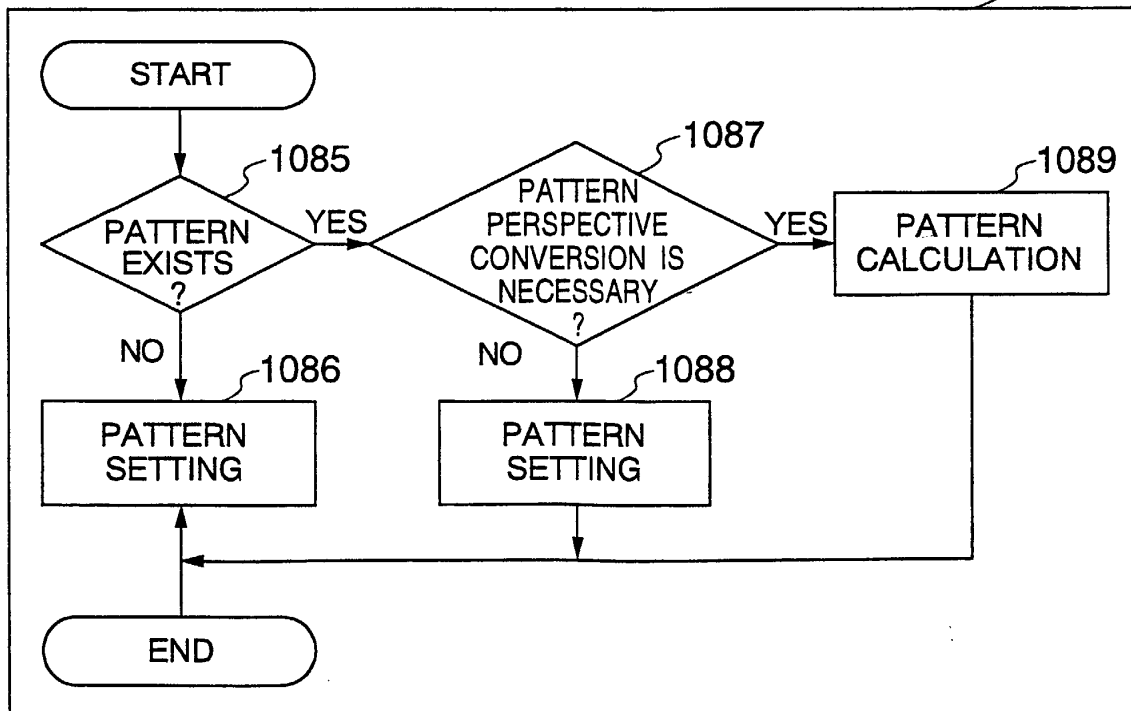 START
1085
PATTERN
EXISTS
?
YES
NO
1086
PATTERN
SETTING
1087
PATTERN
PERSPECTIVE
CONVERSION IS
NECESSARY
?
YES
NO
1088
PATTERN
SETTING
1089
PATTERN
CALCULATION
END